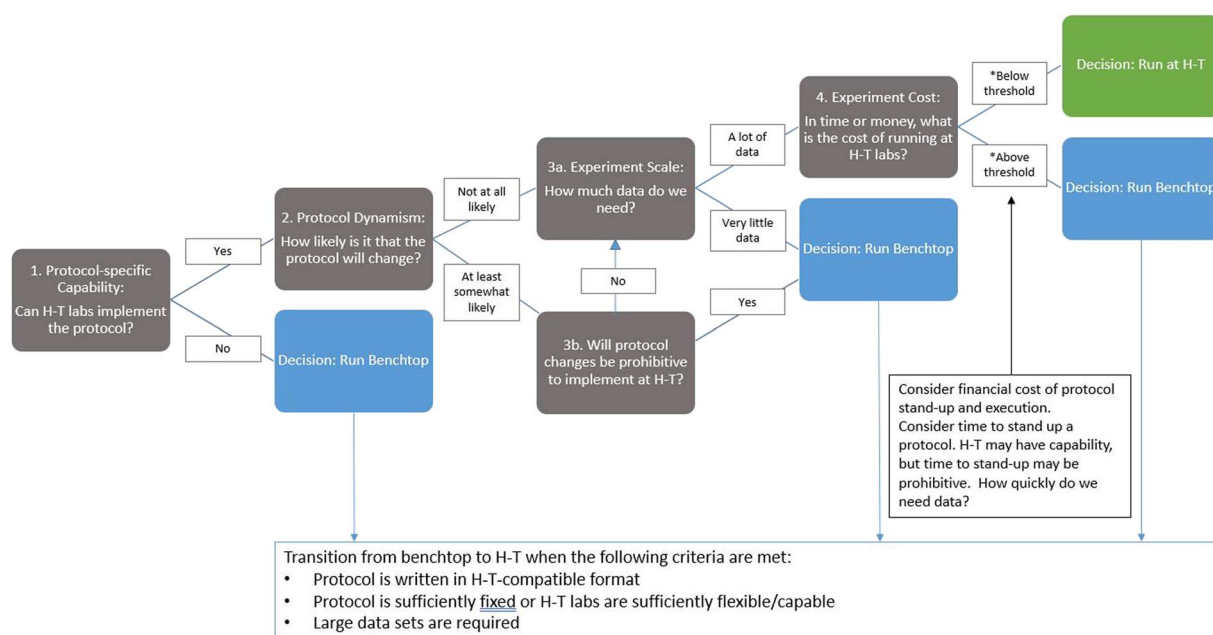 1. Protocol-specific
Capability:
Can H-T labs implement
the protocol?
Yes
No
2. Protocol Dynamism:
How likely is it that the
protocol will change?
Decision: Run Benchtop
Not at all
likely
At least
somewhat
likely
3a. Experiment Scale:
How much data do we
need?
No
3b. Will protocol
changes be prohibitive
to implement at H-T?
A lot of
data
Very little
data
Yes
4. Experiment Cost:
In time or money, what
is the cost of running at
H-T labs?
Decision: Run Benchtop
*Below
threshold
*Above
threshold
Decision: Run at H-T
Decision: Run Benchtop
Consider financial cost of protocol
stand-up and execution.
Consider time to stand up a
protocol. H-T may have capability,
but time to stand-up may be
prohibitive. How quickly do we
need data?
Transition from benchtop to H-T when the following criteria are met:
• Protocol is written in H-T-compatible format
• Protocol is sufficiently fixed or H-T labs are sufficiently flexible/capable
• Large data sets are required